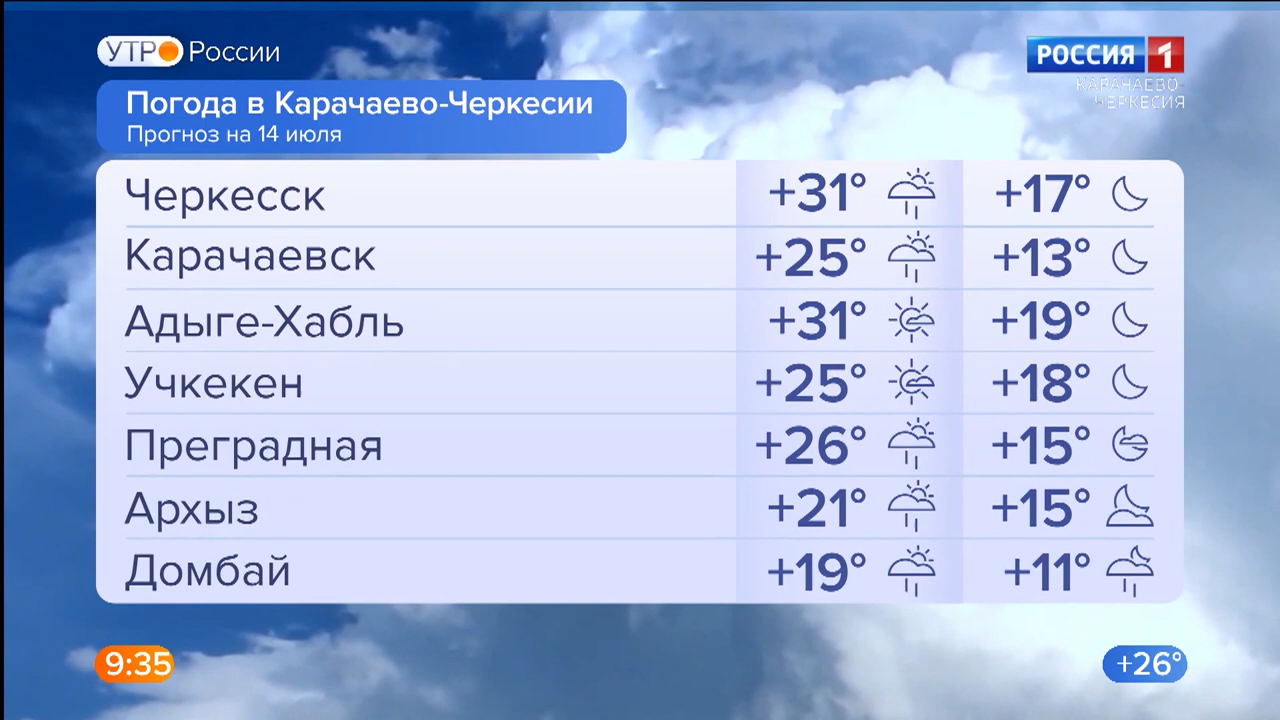 УТРО России
РОССИЯ 1
КАРАЧАЕВО-
ЧЕРКЕСИЯ
Погода в Карачаево-Черкесии
Прогноз на 14 июля
Черкесск +31° +17°
Карачаевск +25° +13°
Адыге-Хабль +31° +19°
Учкекен +25° +18°
Преградная +26° +15°
Архыз +21° +15°
Домбай +19° +11°
9:35 +26°